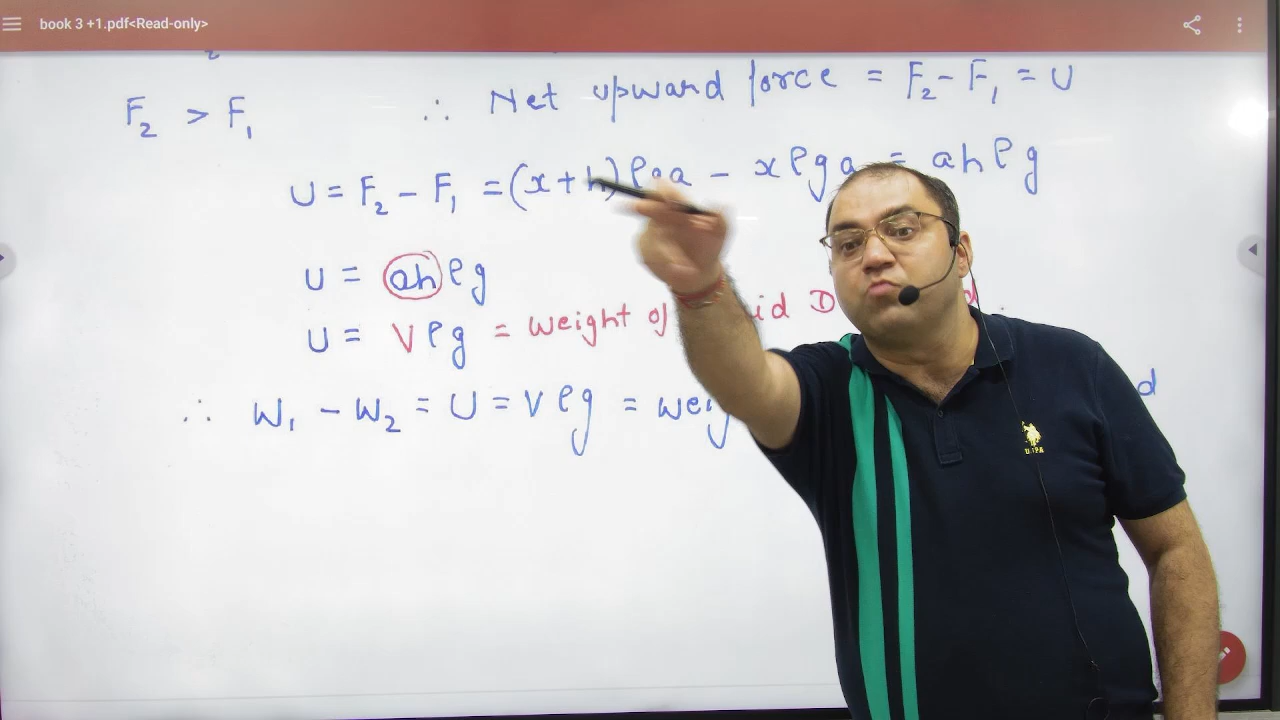 book 3 +1.pdf<Read-only>
F₂ > F₁ ∴ Net upward force = F₂ - F₁ = U
U = F₂ - F₁ = (x + h) ρga - xρga = ahρg
U = ahρg
U = Vρg = weight of
∴ W₁ - W₂ = U = Vρg =